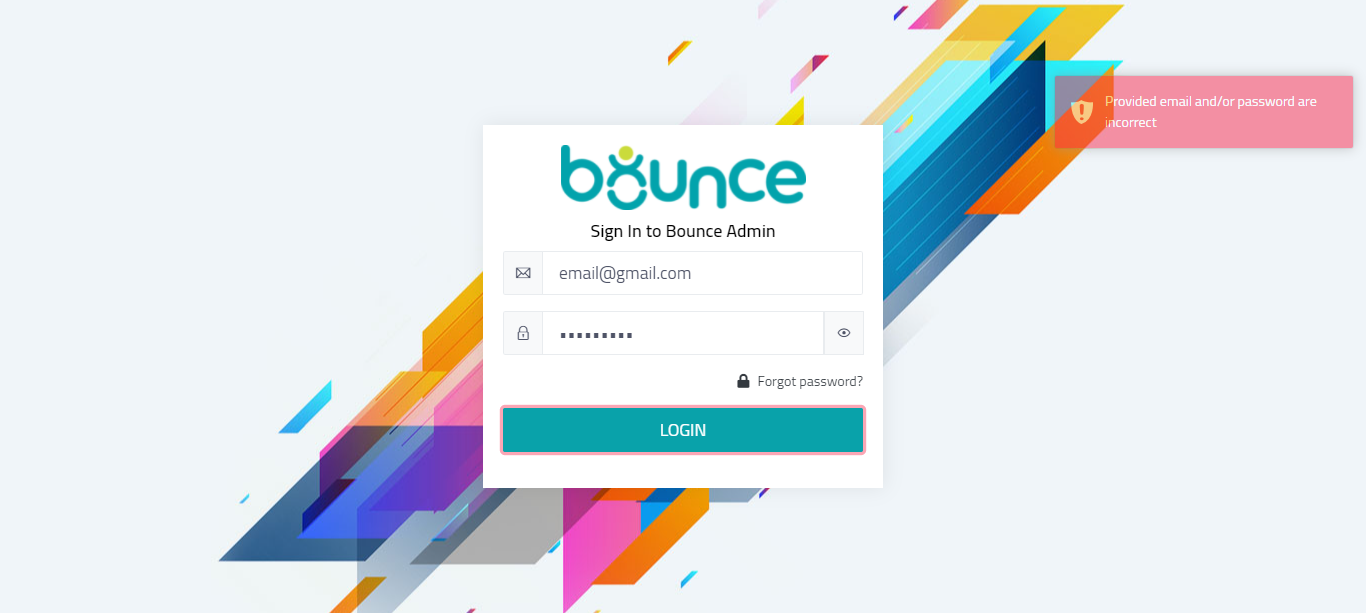 Provided email and/or password are
incorrect
bounce
Sign In to Bounce Admin
email@gmail.com
Forgot password?
LOGIN